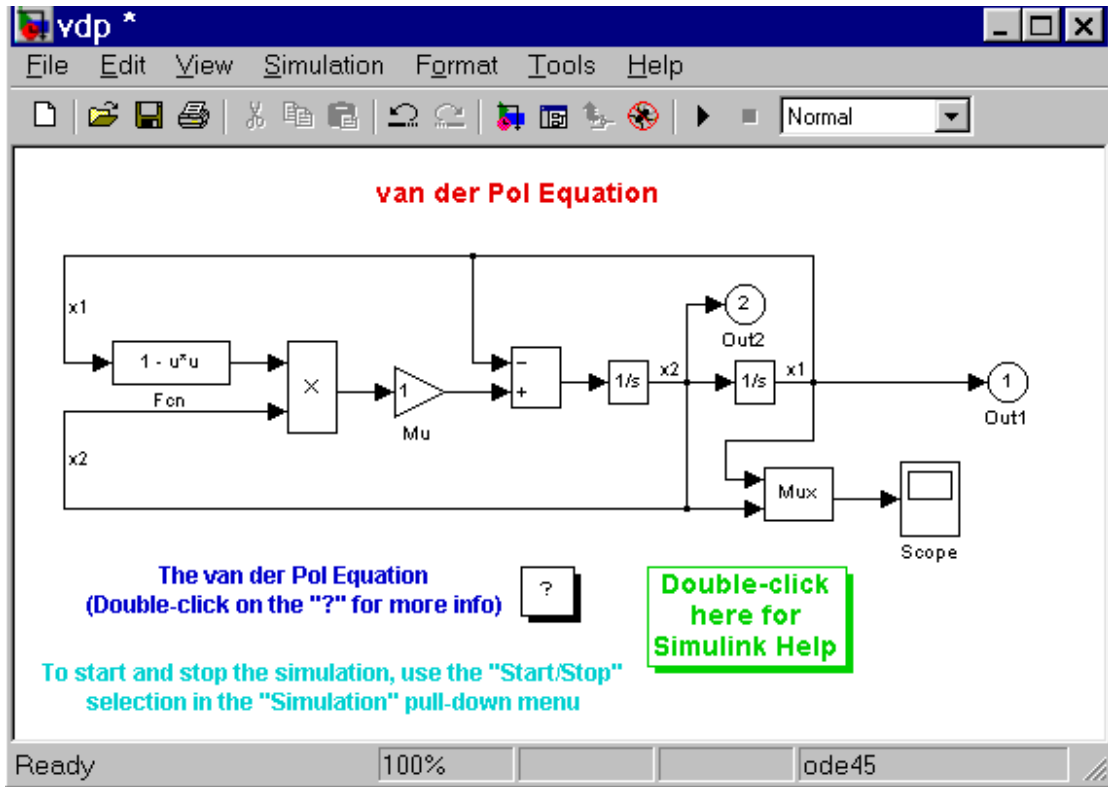 vdp *
File Edit View Simulation Format Tools Help
Normal
van der Pol Equation
x1
1 - u*u
Fcn
×
1
Mu
−
+
1/s
x2
2
Out2
1/s
x1
1
Out1
x2
Mux
Scope
The van der Pol Equation
(Double-click on the "?" for more info)
?
Double-click
here for
Simulink Help
To start and stop the simulation, use the "Start/Stop"
selection in the "Simulation" pull-down menu
Ready 100% ode45